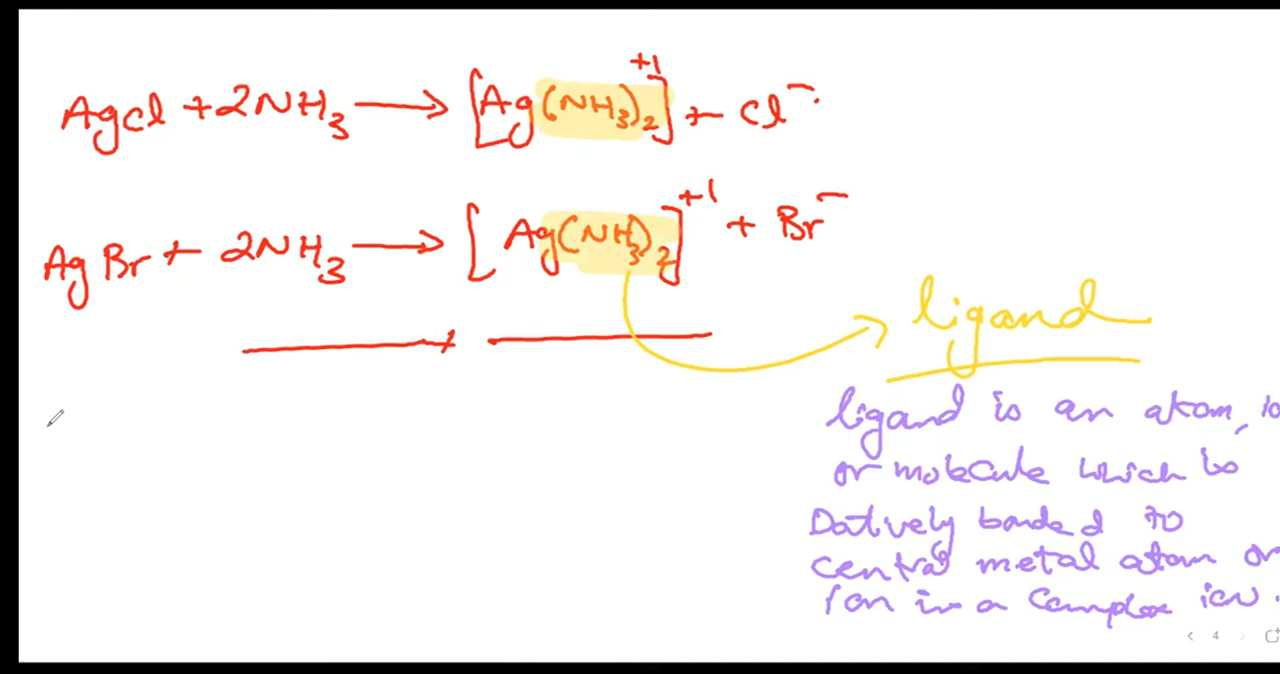 AgCl + 2NH₃ ⟶ [Ag(NH₃)₂]⁺¹ + Cl⁻
AgBr + 2NH₃ ⟶ [Ag(NH₃)₂]⁺¹ + Br⁻
ligand
ligand is an atom,
or molecule which is
Datively bonded to
central metal atom or
Ion in a Complex ion.
4